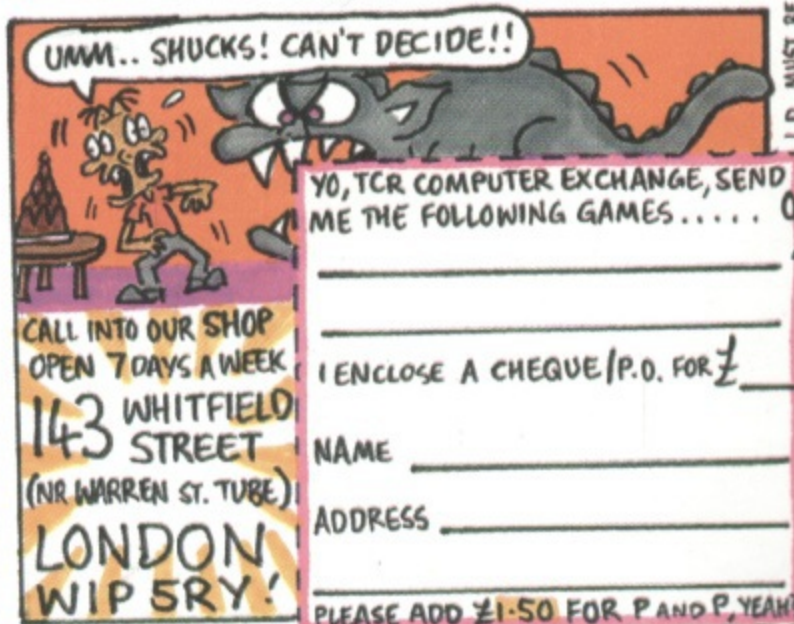 UMM.. SHUCKS! CAN'T DECIDE!!
YO, TCR COMPUTER EXCHANGE, SEND
ME THE FOLLOWING GAMES.....
I ENCLOSE A CHEQUE/P.O. FOR £
NAME
ADDRESS
PLEASE ADD £1·50 FOR P AND P, YEAH?
CALL INTO OUR SHOP
OPEN 7 DAYS A WEEK
143 WHITFIELD
STREET
(NR WARREN ST. TUBE)
LONDON
W1P 5RY!
I.D. MUST BE